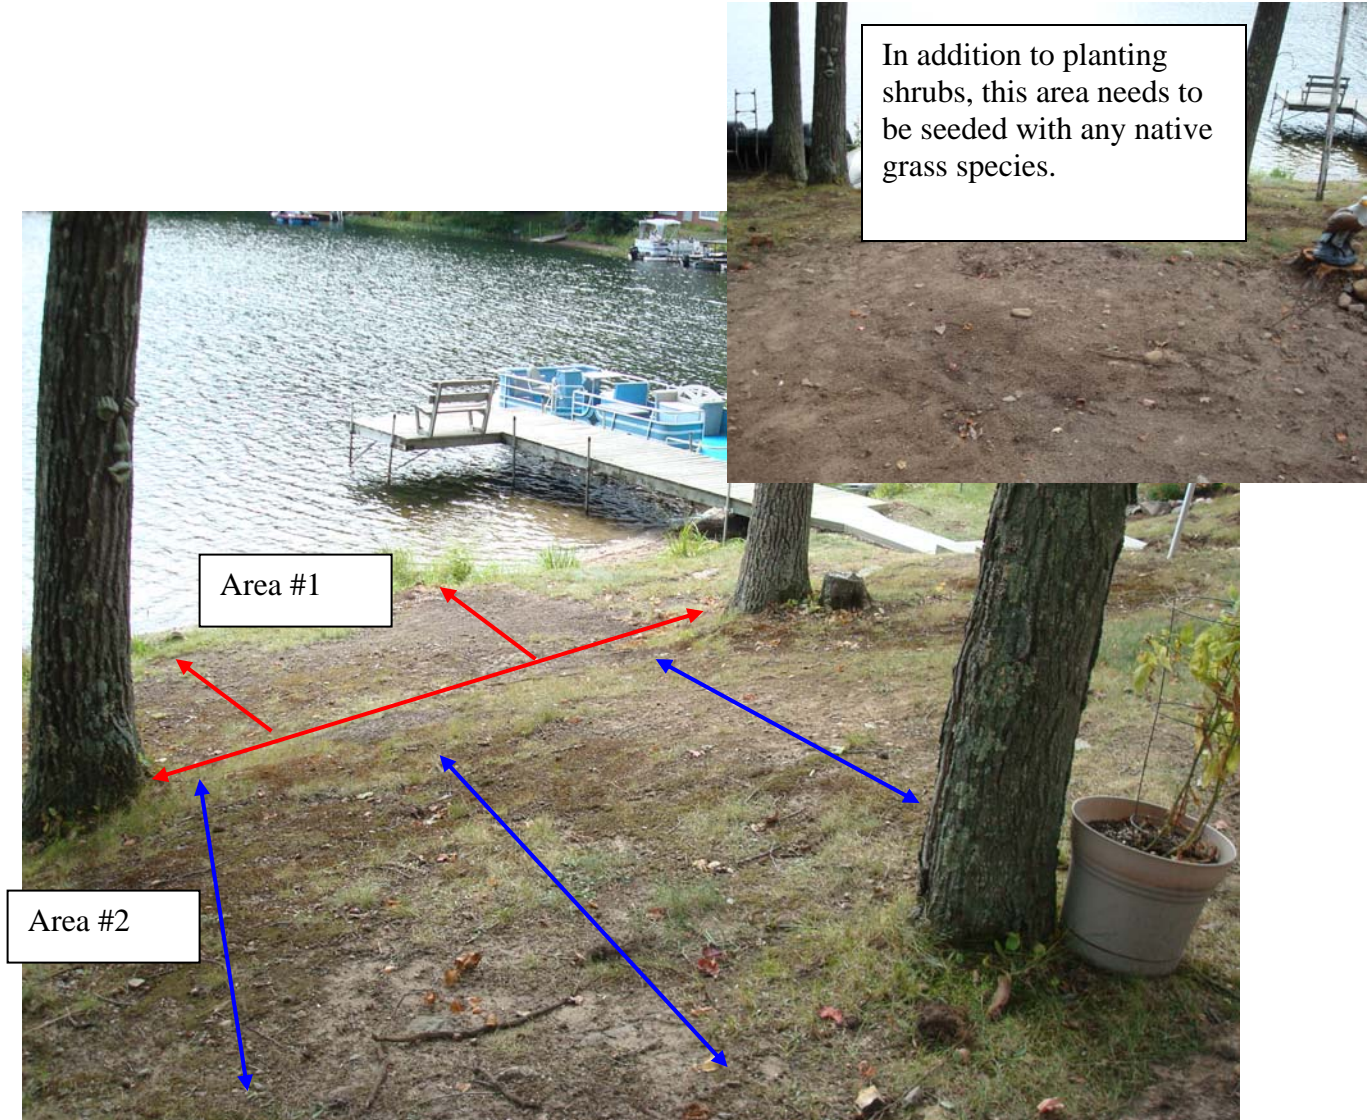 In addition to planting
shrubs, this area needs to
be seeded with any native
grass species.
Area #1
Area #2